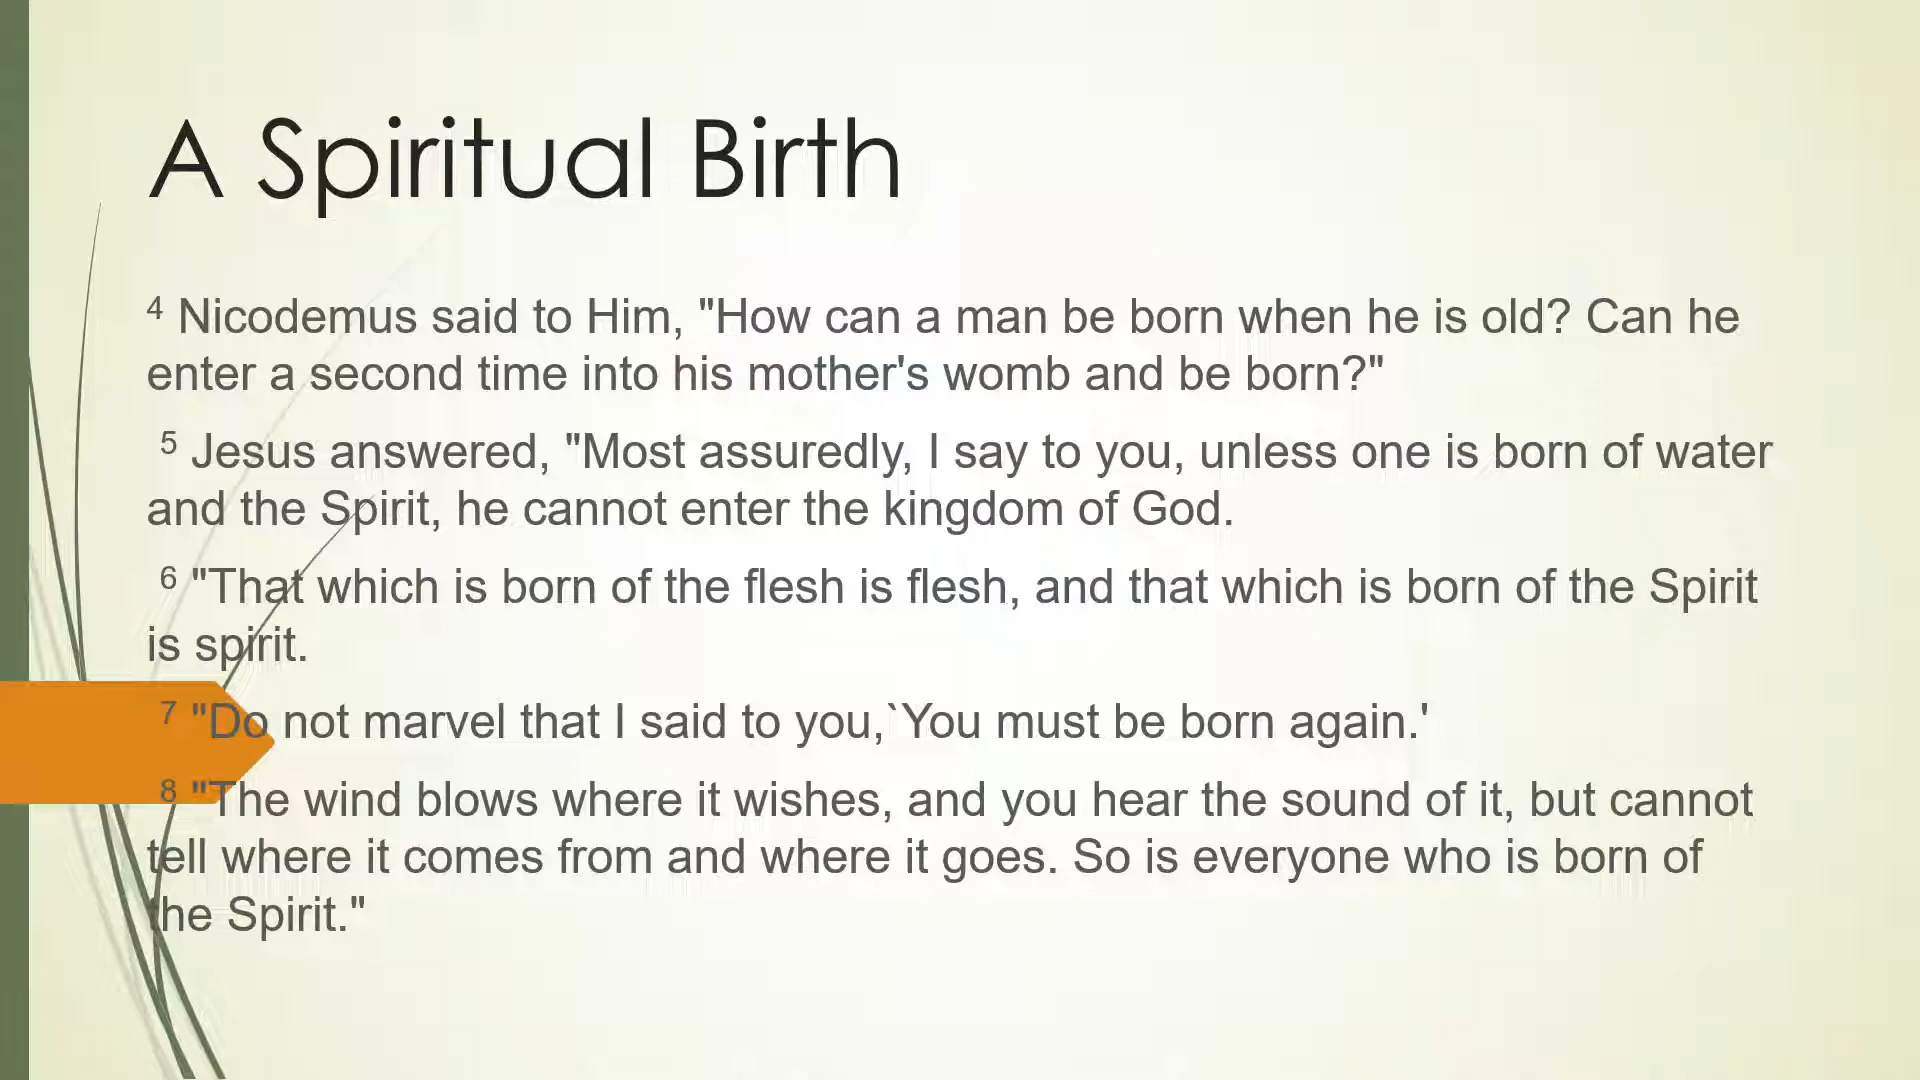 A Spiritual Birth
4 Nicodemus said to Him, "How can a man be born when he is old? Can he
enter a second time into his mother's womb and be born?"
5 Jesus answered, "Most assuredly, I say to you, unless one is born of water
and the Spirit, he cannot enter the kingdom of God.
6 "That which is born of the flesh is flesh, and that which is born of the Spirit
is spirit.
7 "Do not marvel that I said to you,`You must be born again.'
8 "The wind blows where it wishes, and you hear the sound of it, but cannot
tell where it comes from and where it goes. So is everyone who is born of
the Spirit."